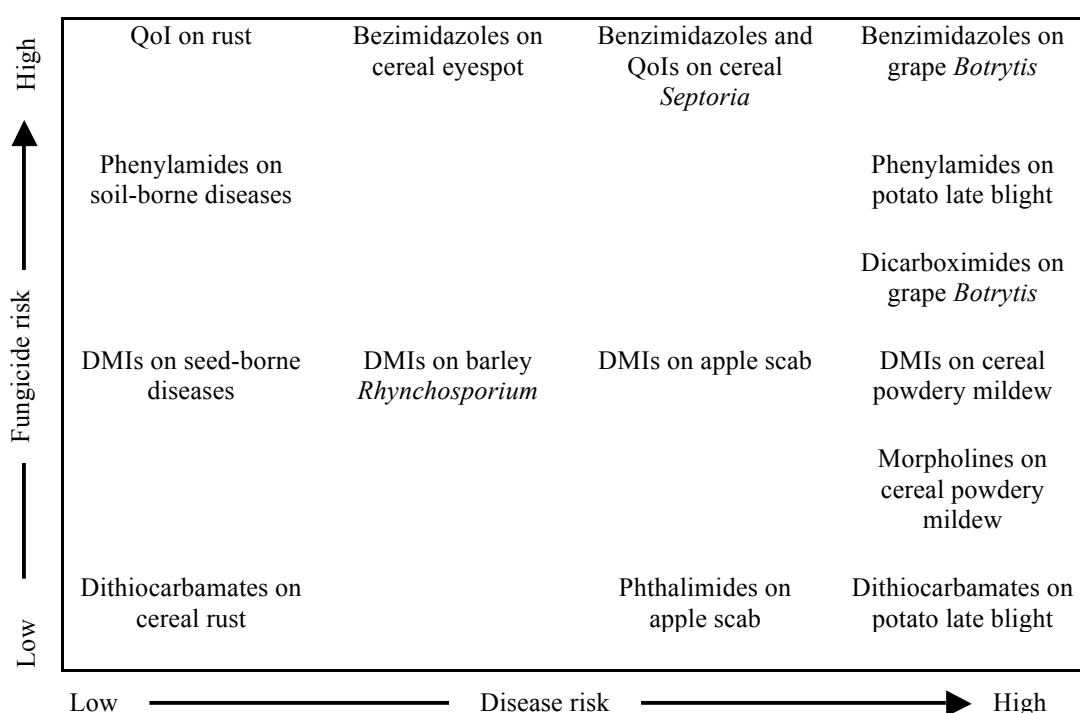 High
Fungicide risk
Low
QoI on rust
Bezimidazoles on
cereal eyespot
Benzimidazoles and
QoIs on cereal
Septoria
Benzimidazoles on
grape Botrytis
Phenylamides on
soil-borne diseases
Phenylamides on
potato late blight
Dicarboximides on
grape Botrytis
DMIs on seed-borne
diseases
DMIs on barley
Rhynchosporium
DMIs on apple scab
DMIs on cereal
powdery mildew
Morpholines on
cereal powdery
mildew
Dithiocarbamates on
cereal rust
Phthalimides on
apple scab
Dithiocarbamates on
potato late blight
Low
Disease risk
High